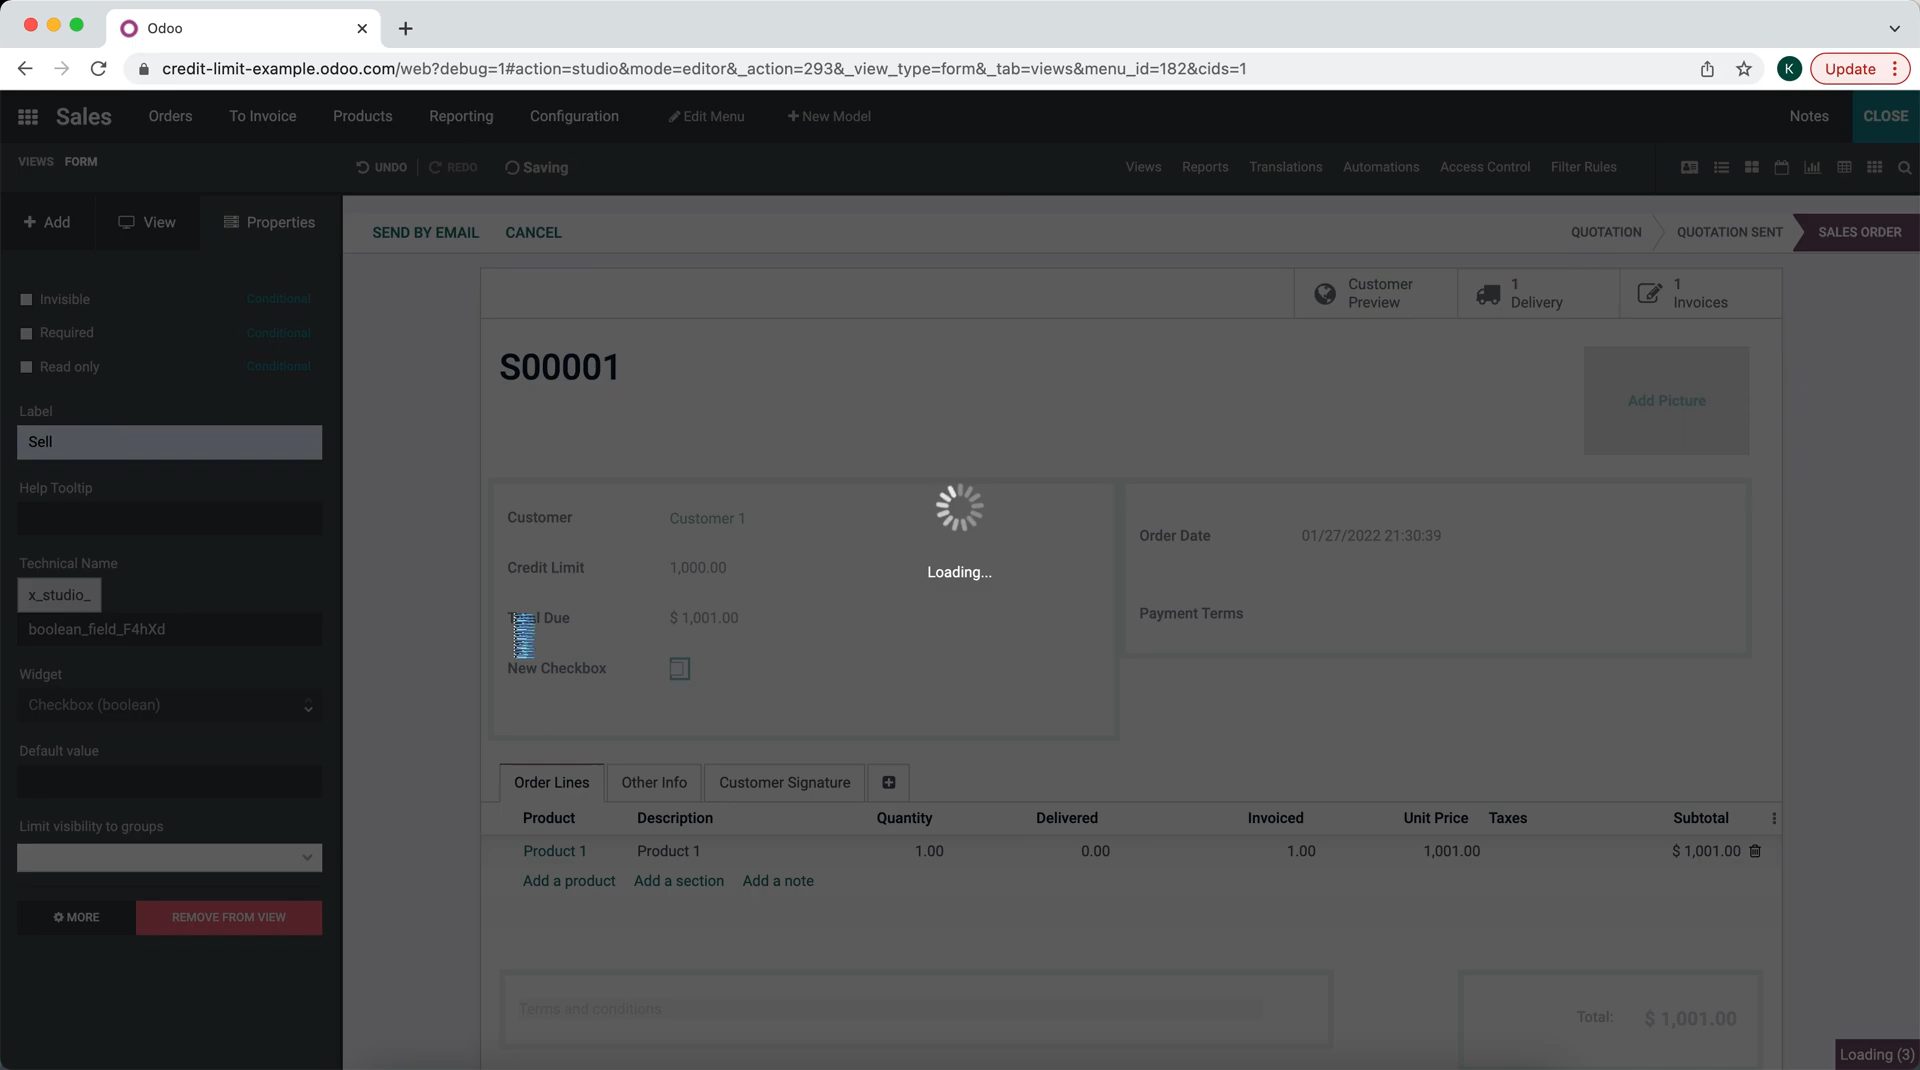 Odoo
credit-limit-example.odoo.com/web?debug=1#action=studio&mode=editor&_action=293&_view_type=form&_tab=views&menu_id=182&cids=1
K
Update
Sales Orders To Invoice Products Reporting Configuration Edit Menu New Model Notes CLOSE
VIEWS FORM UNDO REDO Saving Views Reports Translations Automations Access Control Filter Rules
Add View Properties
SEND BY EMAIL CANCEL QUOTATION QUOTATION SENT SALES ORDER
Invisible Conditional
Required Conditional
Read only Conditional
Label
Sell
Help Tooltip
Technical Name
x_studio_
boolean_field_F4hXd
Widget
Checkbox (boolean)
Default value
Limit visibility to groups
MORE REMOVE FROM VIEW
Customer
Preview
1
Delivery
1
Invoices
S00001
Add Picture
Customer Customer 1
Credit Limit 1,000.00
Due $ 1,001.00
New Checkbox
Order Date 01/27/2022 21:30:39
Payment Terms
Loading...
Order Lines Other Info Customer Signature
Product Description Quantity Delivered Invoiced Unit Price Taxes Subtotal
Product 1 Product 1 1.00 0.00 1.00 1,001.00 $ 1,001.00
Add a product Add a section Add a note
Terms and conditions
Total: $ 1,001.00
Loading (3)